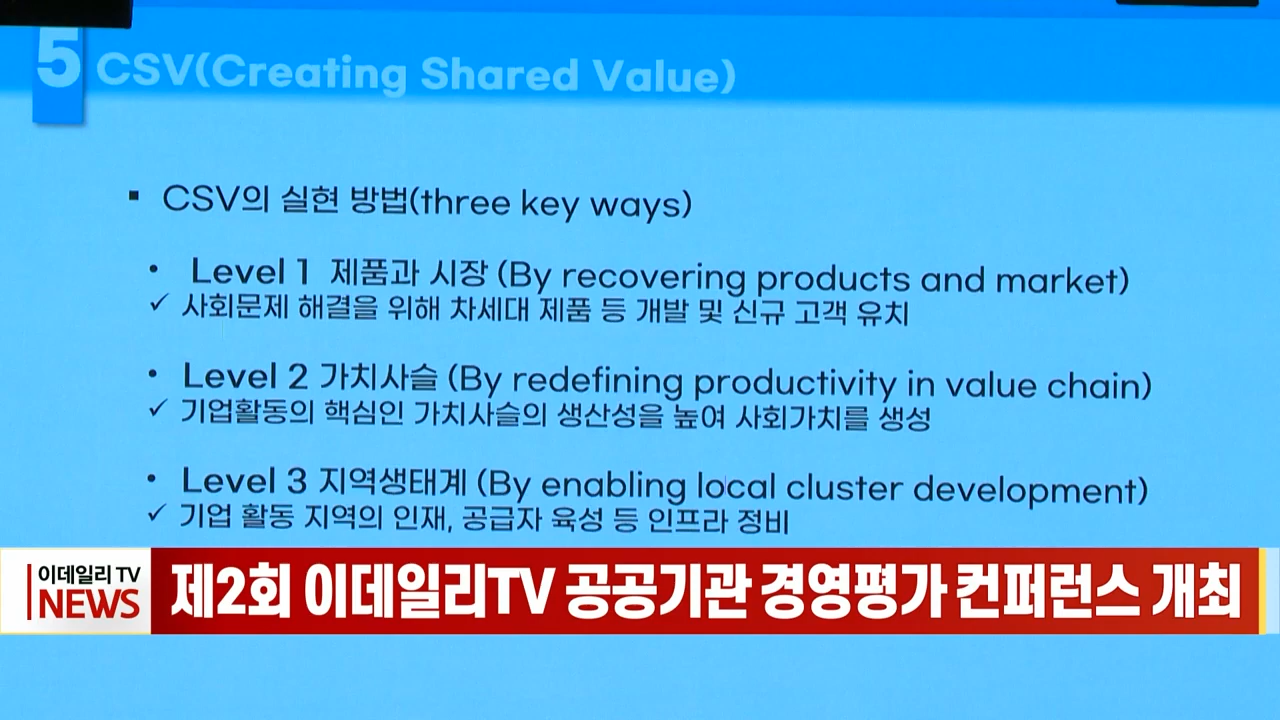 5 CSV(Creating Shared Value)
▪ CSV의 실현 방법(three key ways)
• Level 1 제품과 시장 (By recovering products and market)
✓ 사회문제 해결을 위해 차세대 제품 등 개발 및 신규 고객 유치
• Level 2 가치사슬 (By redefining productivity in value chain)
✓ 기업활동의 핵심인 가치사슬의 생산성을 높여 사회가치를 생성
• Level 3 지역생태계 (By enabling local cluster development)
✓ 기업 활동 지역의 인재, 공급자 육성 등 인프라 정비
이데일리 TV
NEWS
제2회 이데일리TV 공공기관 경영평가 컨퍼런스 개최